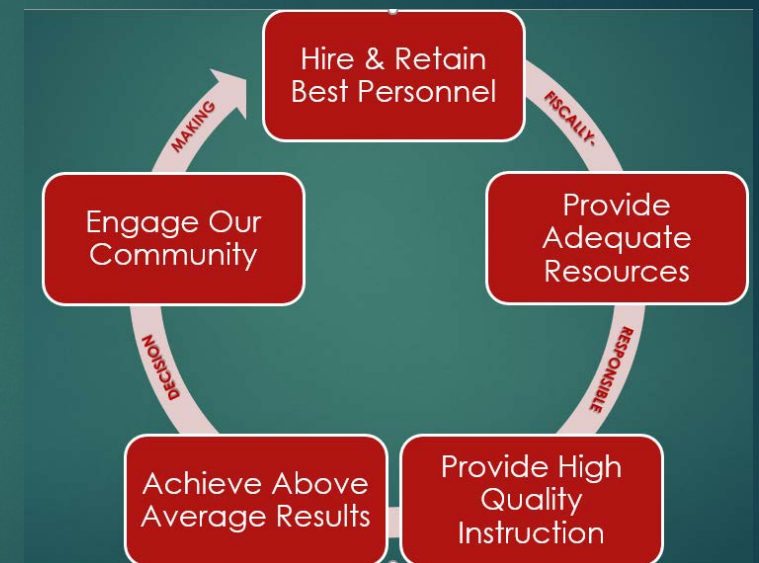 Hire & Retain
Best Personnel
FISCALLY-
Provide
Adequate
Resources
RESPONSIBLE
Provide High
Quality
Instruction
Achieve Above
Average Results
DECISION
Engage Our
Community
MAKING